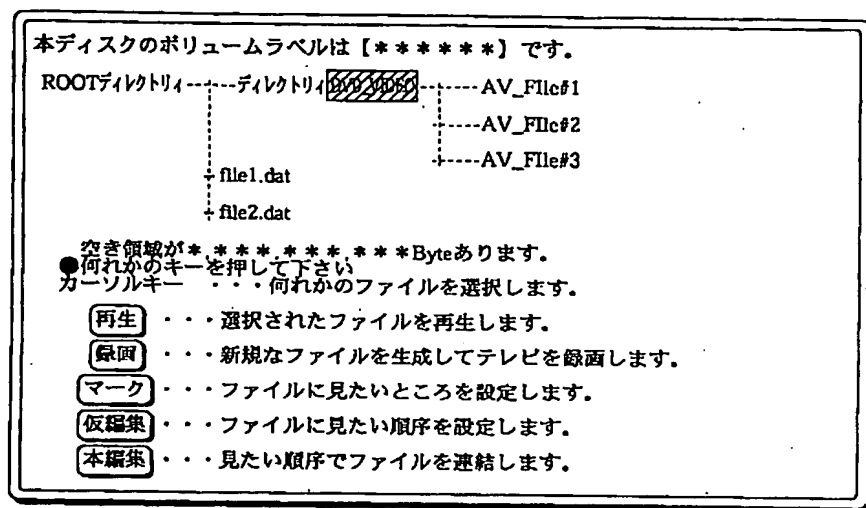 本ディスクのボリュームラベルは【******】です。
ROOTディレクトリィ ディレクトリィ DVD_VIDEO AV_FIle#1
AV_FIle#2
AV_FIle#3
file1.dat
file2.dat
空き領域が*,***,***,***Byteあります。
●何れかのキーを押して下さい
カーソルキー ・・・何れかのファイルを選択します。
再生 ・・・選択されたファイルを再生します。
録画 ・・・新規なファイルを生成してテレビを録画します。
マーク ・・・ファイルに見たいところを設定します。
仮編集 ・・・ファイルに見たい順序を設定します。
本編集 ・・・見たい順序でファイルを連結します。